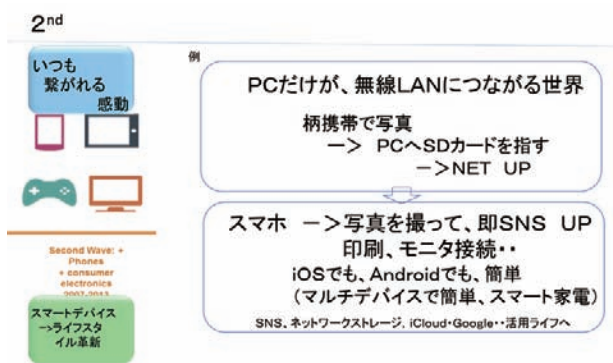 2nd
いつも
繋がれる
感動
Second Wave: +
Phones
+ consumer
electronics
2007-2013
スマートデバイス
→ライフスタ
イル革新
例
PCだけが、無線LANにつながる世界
柄携帯で写真
ー＞ PCへSDカードを指す
ー＞NET UP
スマホ ー＞写真を撮って、即SNS UP
印刷、モニタ接続・・
iOSでも、Androidでも、簡単
（マルチデバイスで簡単、スマート家電）
SNS、ネットワークストレージ、iCloud・Google・・活用ライフへ